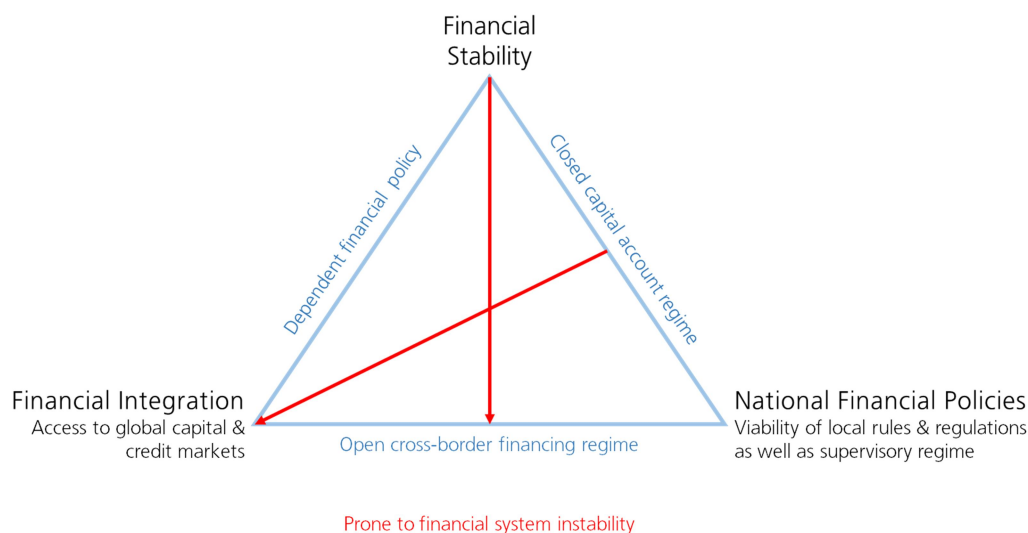 Financial
Stability
Dependent financial policy
Closed capital account regime
Financial Integration
Access to global capital &
credit markets
National Financial Policies
Viability of local rules & regulations
as well as supervisory regime
Open cross-border financing regime
Prone to financial system instability